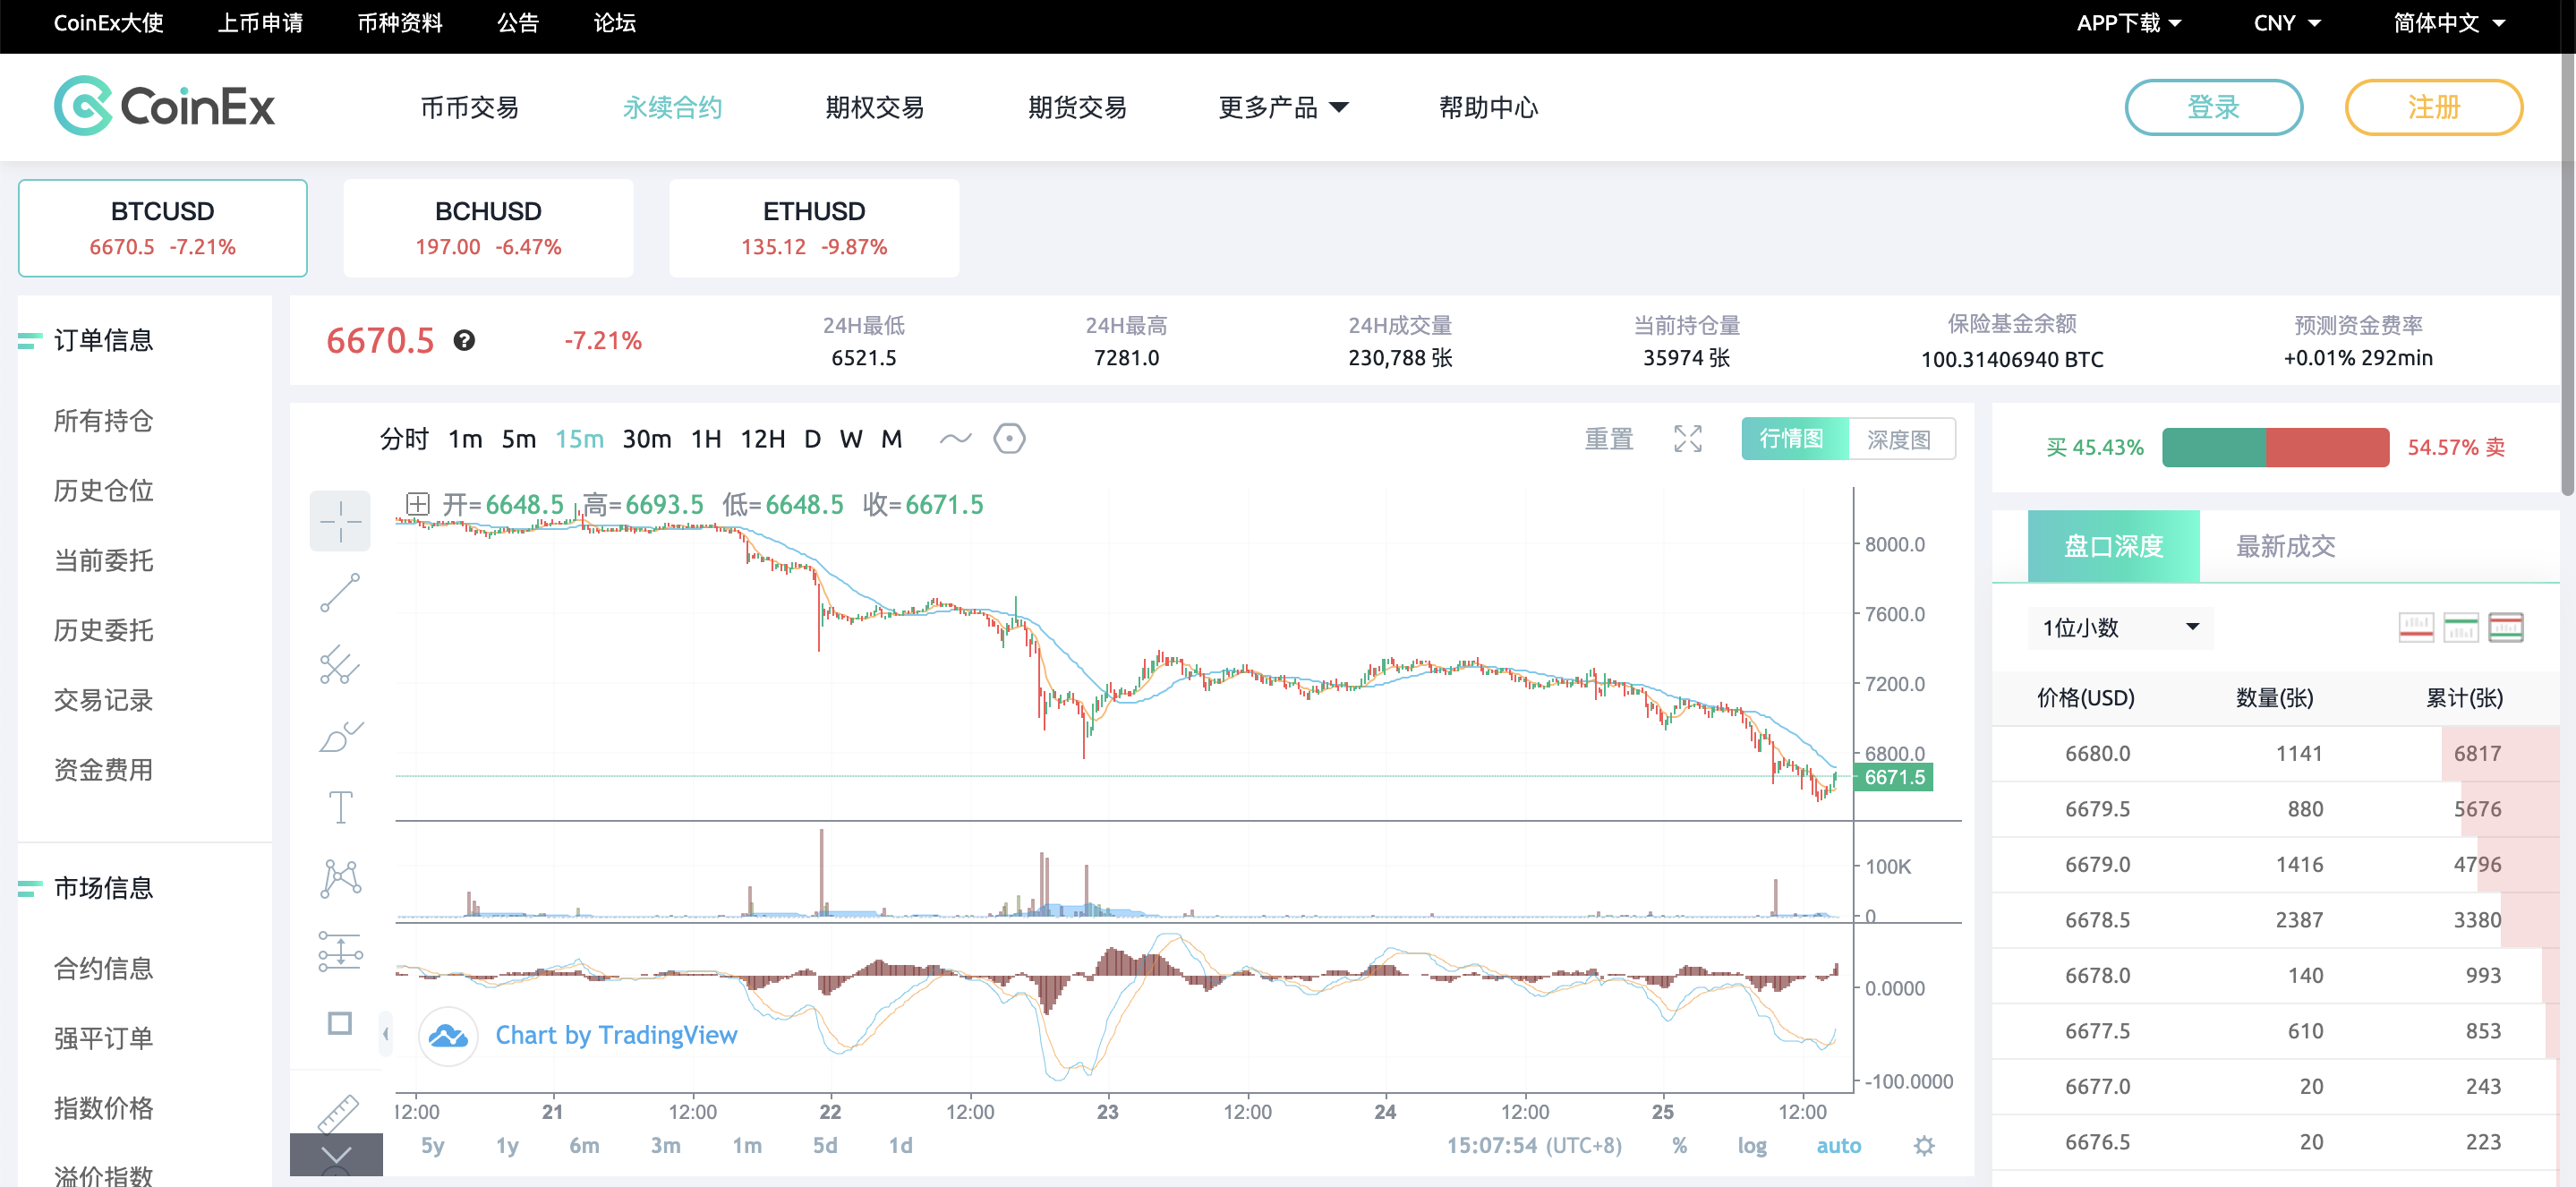 CoinEx大使 上币申请 币种资料 公告 论坛 APP下载 CNY 简体中文
CoinEx 币币交易 永续合约 期权交易 期货交易 更多产品 帮助中心 登录 注册
BTCUSD
6670.5 -7.21%
BCHUSD
197.00 -6.47%
ETHUSD
135.12 -9.87%
订单信息
所有持仓
历史仓位
当前委托
历史委托
交易记录
资金费用
市场信息
合约信息
强平订单
指数价格
溢价指数
6670.5 ? -7.21%
24H最低
6521.5
24H最高
7281.0
24H成交量
230,788 张
当前持仓量
35974 张
保险基金余额
100.31406940 BTC
预测资金费率
+0.01% 292min
分时 1m 5m 15m 30m 1H 12H D W M 重置 行情图 深度图
开=6648.5 高=6693.5 低=6648.5 收=6671.5
8000.0
7600.0
7200.0
6800.0
6671.5
100K
0
0.0000
-100.0000
T
Chart by TradingView
12:00 21 12:00 22 12:00 23 12:00 24 12:00 25 12:00
5y 1y 6m 3m 1m 5d 1d 15:07:54 (UTC+8) % log auto
买 45.43% 54.57% 卖
盘口深度 最新成交
1位小数
价格(USD) 数量(张) 累计(张)
6680.0 1141 6817
6679.5 880 5676
6679.0 1416 4796
6678.5 2387 3380
6678.0 140 993
6677.5 610 853
6677.0 20 243
6676.5 20 223